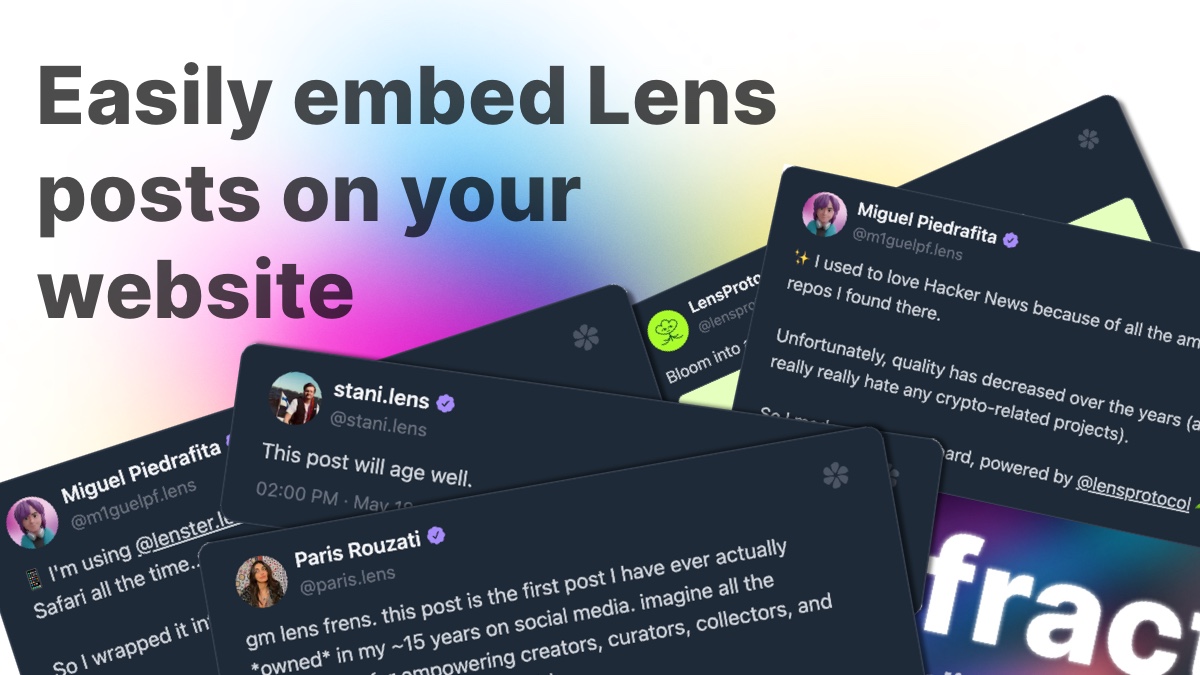 Easily embed Lens
posts on your
website
Miguel Piedrafita
@m1guelpf.lens
✨ I used to love Hacker News because of all the
repos I found there.
Unfortunately, quality has decreased over the years
really really hate any crypto-related projects).
powered by @lensprotocol
Bloom into
stani.lens
@stani.lens
This post will age well.
02:00 PM · May
Miguel Piedrafita
@m1guelpf.lens
📱 I'm using
Safari all the time..
So I wrapped it in
Paris Rouzati
@paris.lens
gm lens frens. this post is the first post I have ever actually
*owned* in my ~15 years on social media. imagine all the
empowering creators, curators, collectors, and